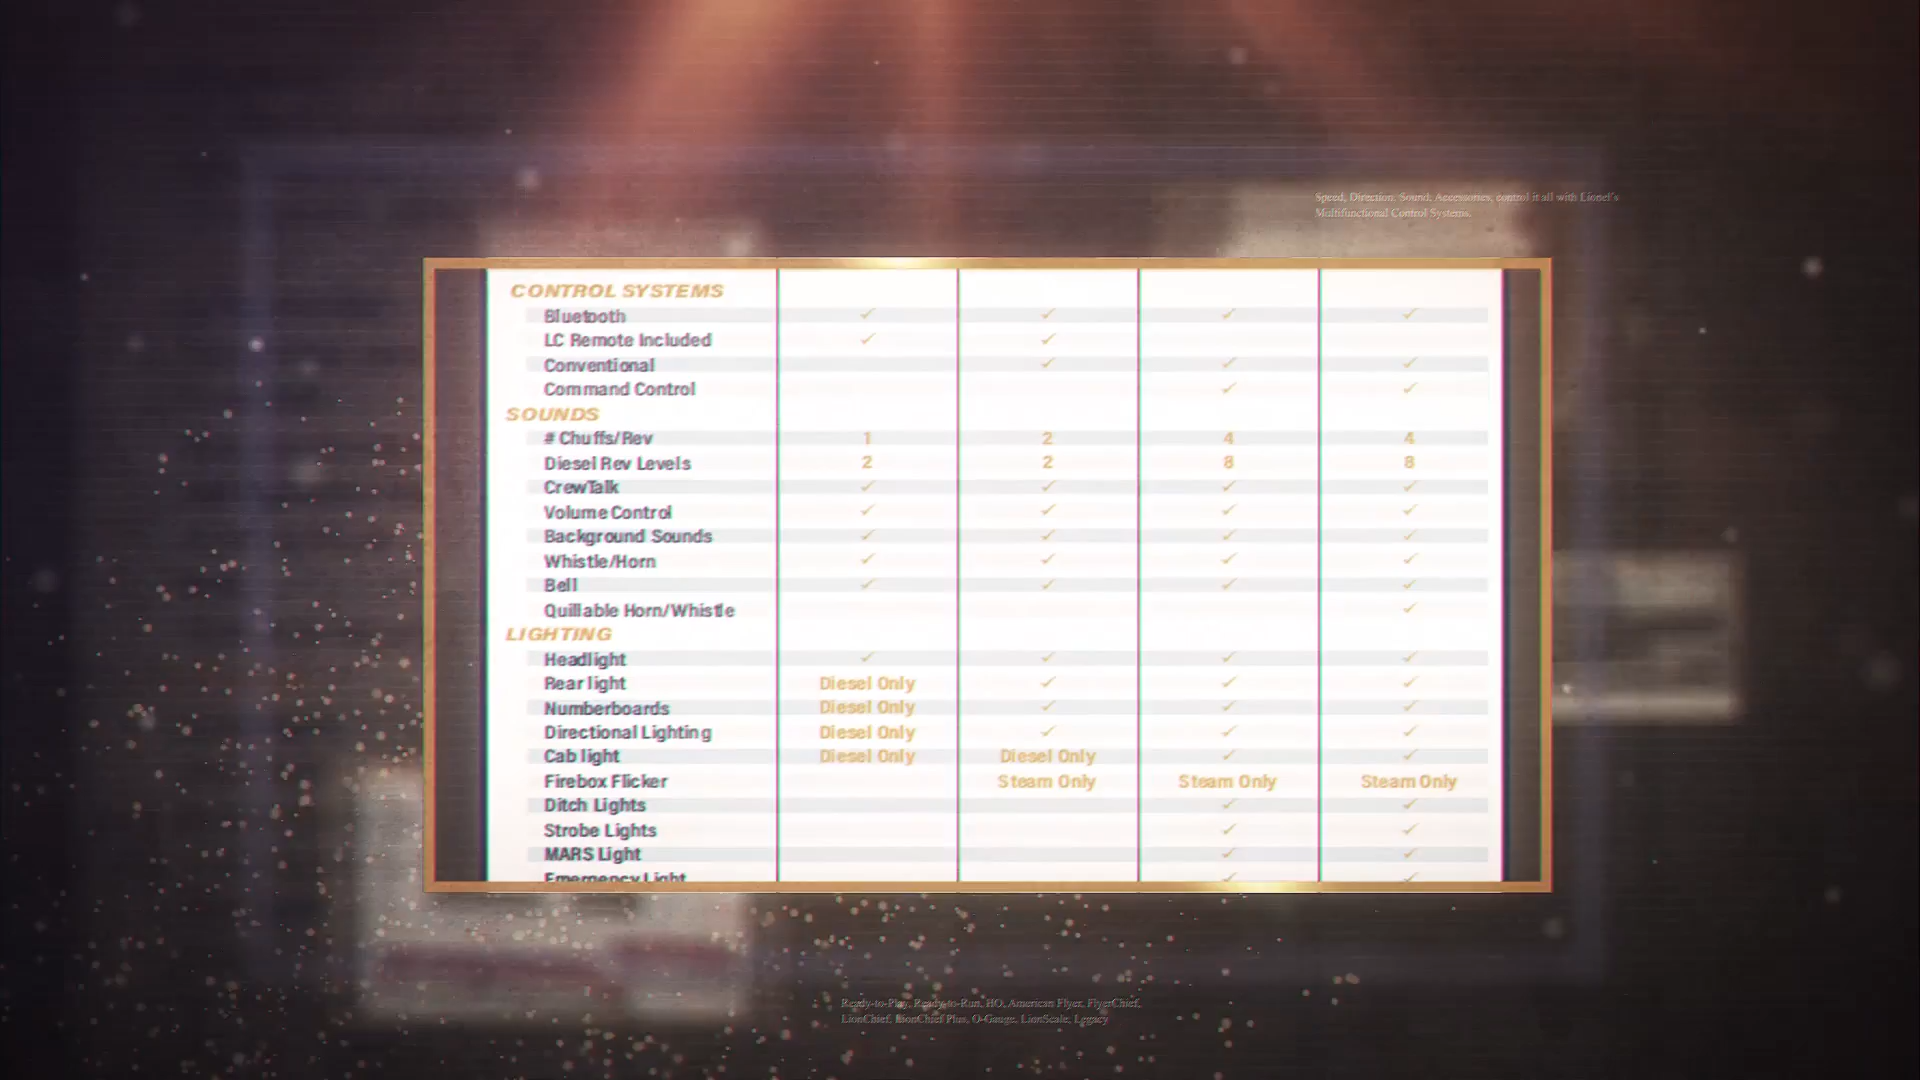 Speed, Direction, Sound, Accessories, control it all with Lionel's
Multifunctional Control Systems.
CONTROL SYSTEMS
Bluetooth ✓ ✓ ✓ ✓
LC Remote Included ✓ ✓
Conventional ✓ ✓ ✓
Command Control ✓ ✓
SOUNDS
# Chuffs/Rev 1 2 4 4
Diesel Rev Levels 2 2 8 8
CrewTalk ✓ ✓ ✓ ✓
Volume Control ✓ ✓ ✓ ✓
Background Sounds ✓ ✓ ✓ ✓
Whistle/Horn ✓ ✓ ✓ ✓
Bell ✓ ✓ ✓ ✓
Quillable Horn/Whistle ✓
LIGHTING
Headlight ✓ ✓ ✓ ✓
Rear light Diesel Only ✓ ✓ ✓
Numberboards Diesel Only ✓ ✓ ✓
Directional Lighting Diesel Only ✓ ✓ ✓
Cab light Diesel Only Diesel Only ✓ ✓
Firebox Flicker Steam Only Steam Only Steam Only
Ditch Lights ✓ ✓
Strobe Lights ✓ ✓
MARS Light ✓ ✓
Emergency Light ✓ ✓
Ready-to-Play, Ready-to-Run, HO, American Flyer, FlyerChief,
LionChief, LionChief Plus, O-Gauge, LionScale, Legacy